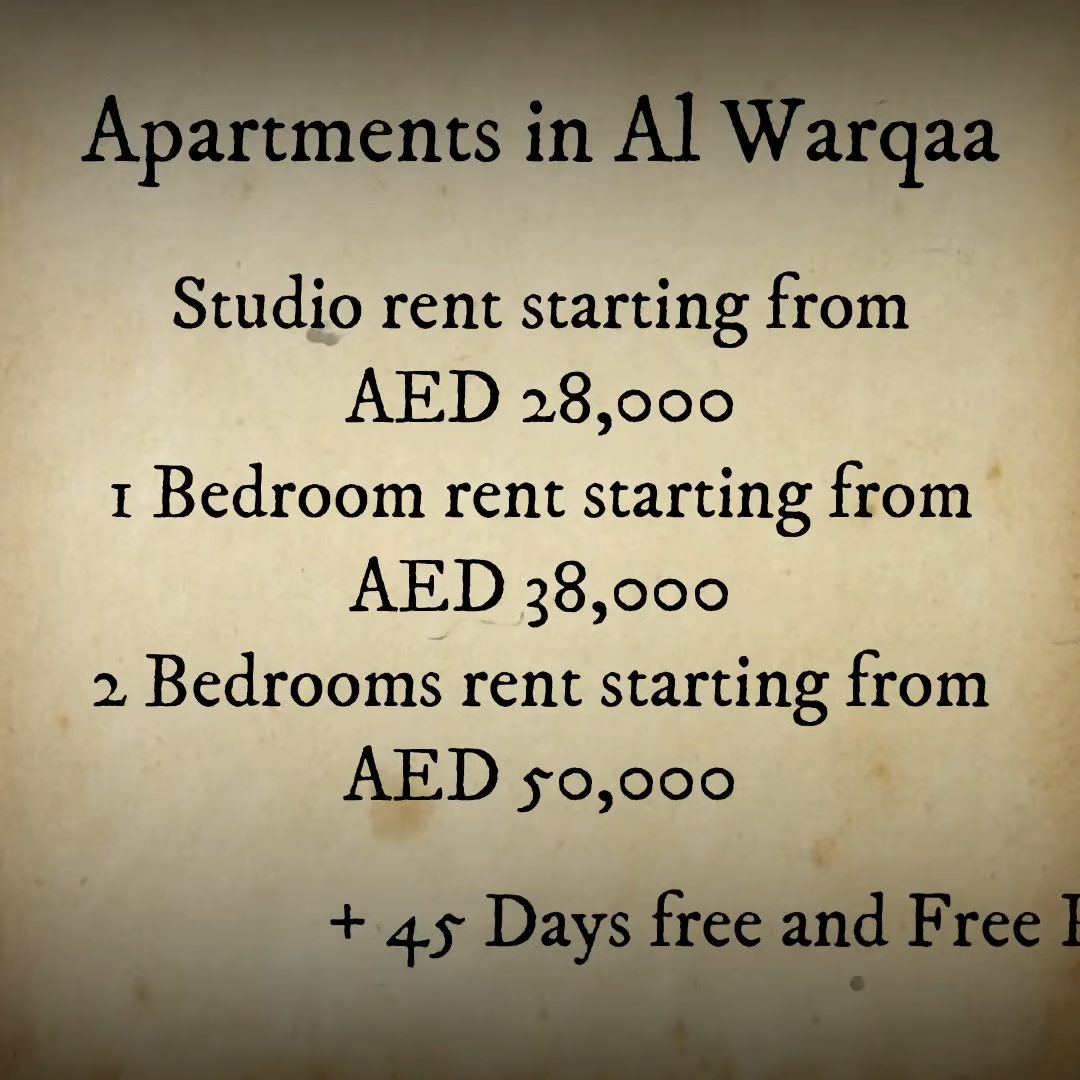 Apartments in Al Warqaa
Studio rent starting from
AED 28,000
1 Bedroom rent starting from
AED 38,000
2 Bedrooms rent starting from
AED 50,000
+ 45 Days free and Free